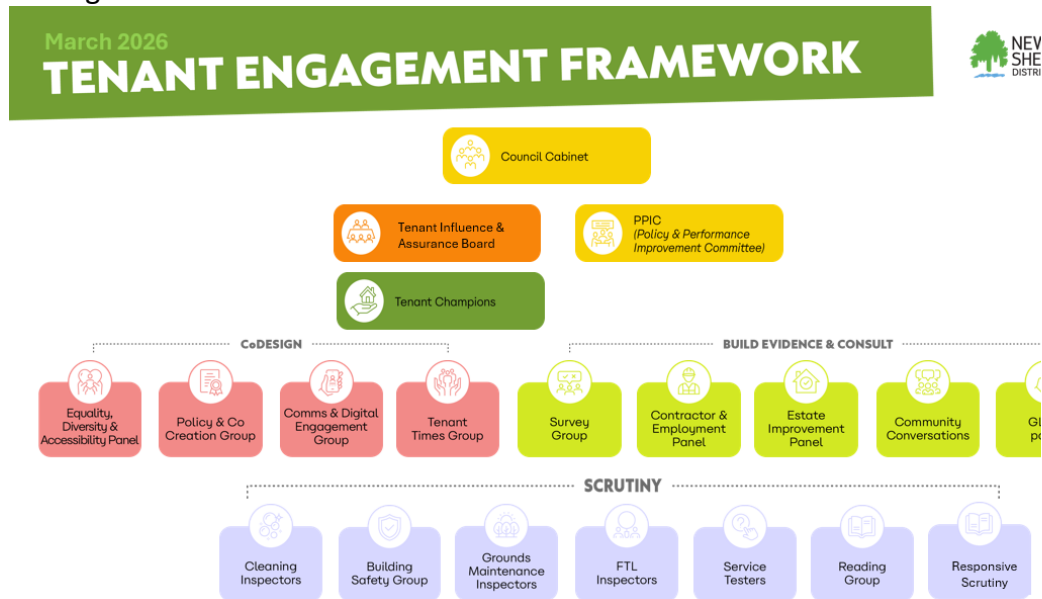 March 2026
TENANT ENGAGEMENT FRAMEWORK
Council Cabinet
Tenant Influence &
Assurance Board
PPIC
(Policy & Performance
Improvement Committee)
Tenant Champions
CoDESIGN
BUILD EVIDENCE & CONSULT
Equality,
Diversity &
Accessibility Panel
Policy & Co
Creation Group
Comms & Digital
Engagement
Group
Tenant
Times Group
Survey
Group
Contractor &
Employment
Panel
Estate
Improvement
Panel
Community
Conversations
SCRUTINY
Cleaning
Inspectors
Building
Safety Group
Grounds
Maintenance
Inspectors
FTL
Inspectors
Service
Testers
Reading
Group
Responsive
Scrutiny